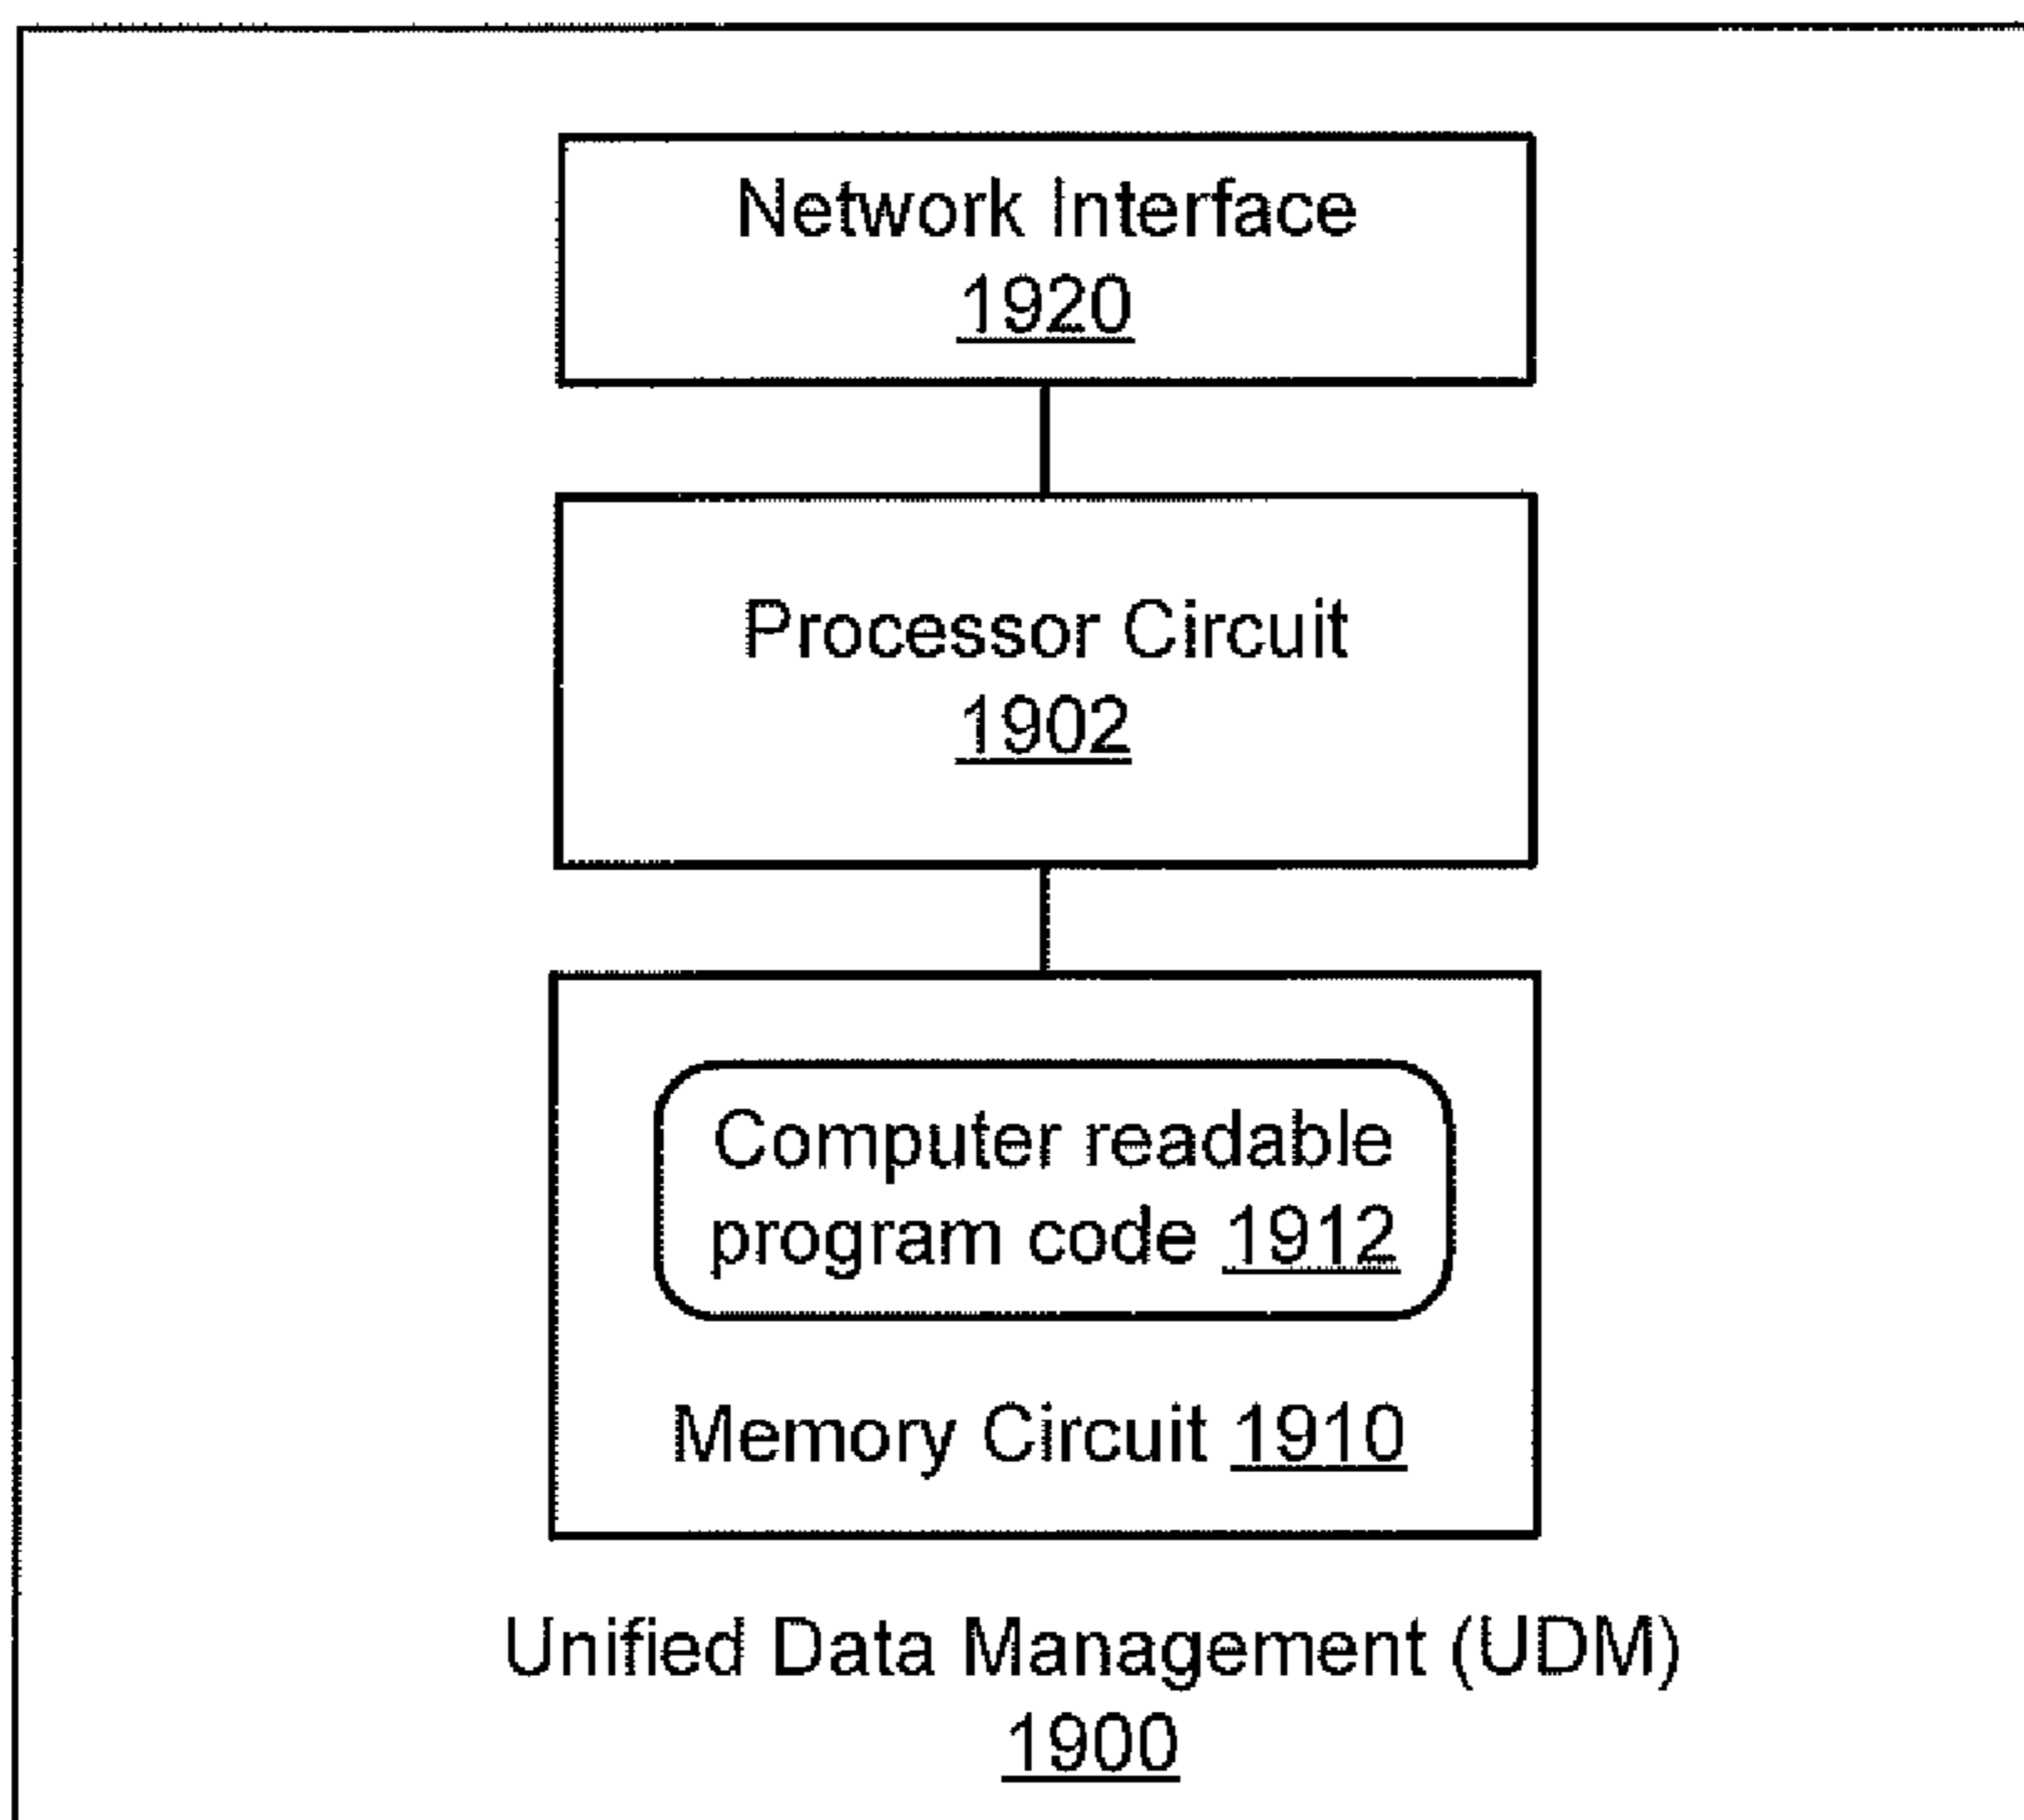 Network Interface
1920
Processor Circuit
1902
Computer readable
program code 1912
Memory Circuit 1910
Unified Data Management (UDM)
1900